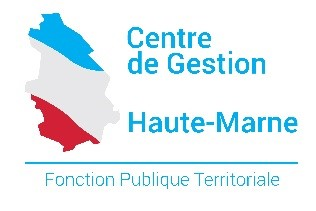 Centre
de Gestion
Haute-Marne
Fonction Publique Territoriale